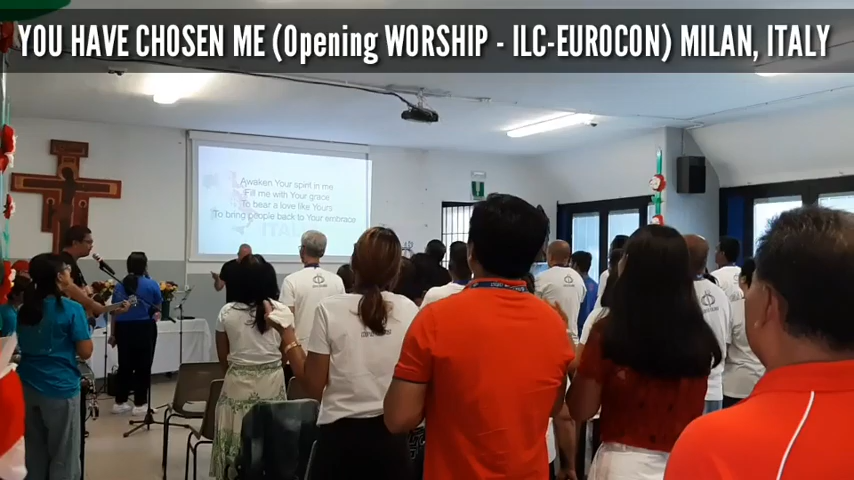 YOU HAVE CHOSEN ME (Opening WORSHIP - ILC-EUROCON) MILAN, ITALY
Awaken Your spirit in me
Fill me with Your grace
To bear a love like Yours
To bring people back to Your embrace
ITALIA